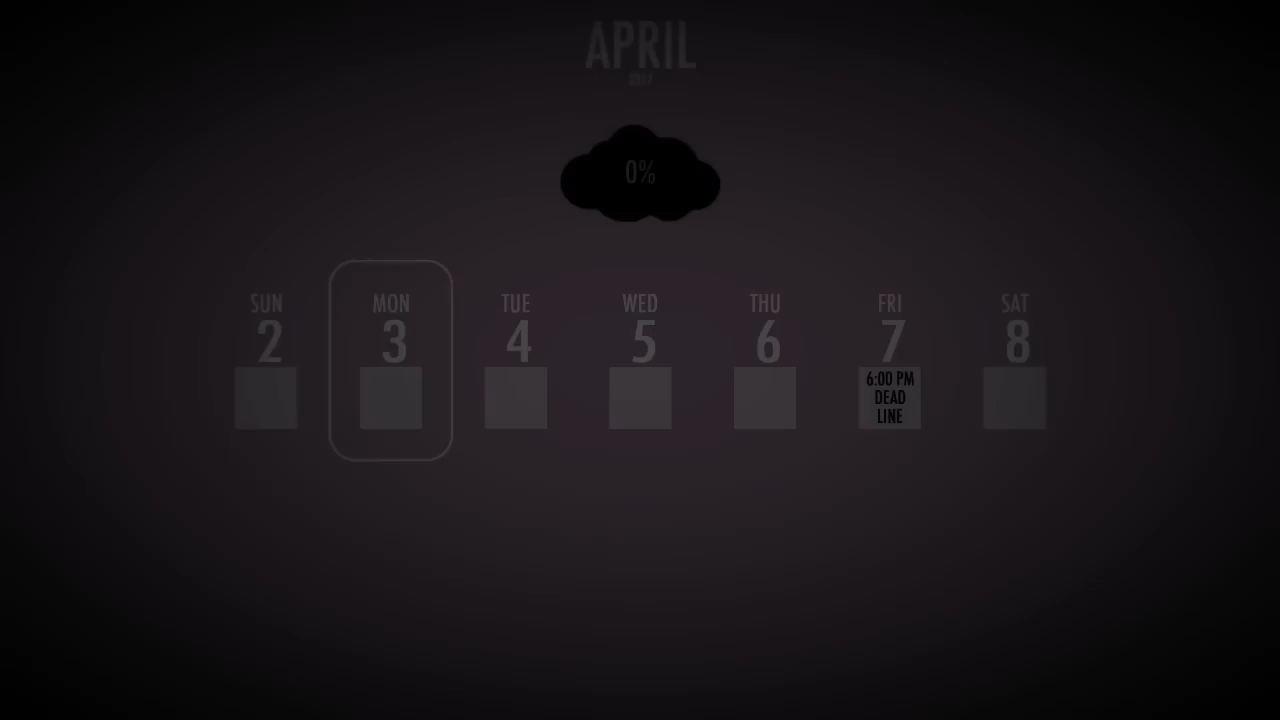 APRIL
0%
SUN MON TUE WED THU FRI SAT
2 3 4 5 6 7 8
6:00 PM
DEAD
LINE